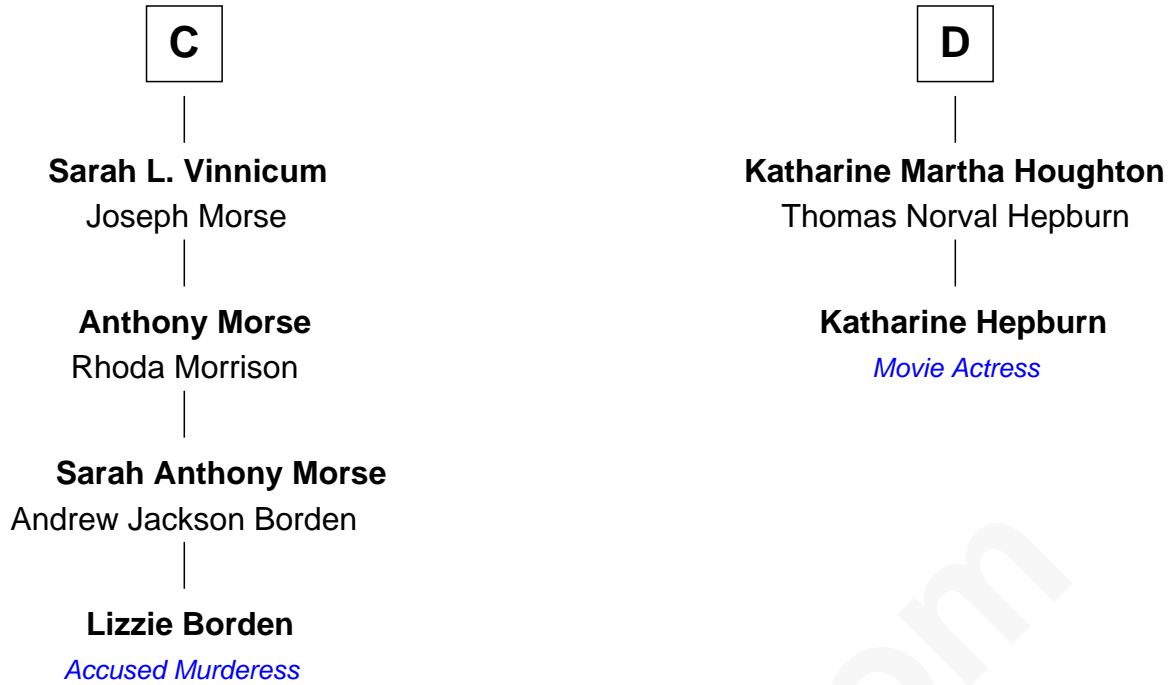 C
Sarah L. Vinnicum
Joseph Morse
Anthony Morse
Rhoda Morrison
Sarah Anthony Morse
Andrew Jackson Borden
Lizzie Borden
Accused Murderess
D
Katharine Martha Houghton
Thomas Norval Hepburn
Katharine Hepburn
Movie Actress
om